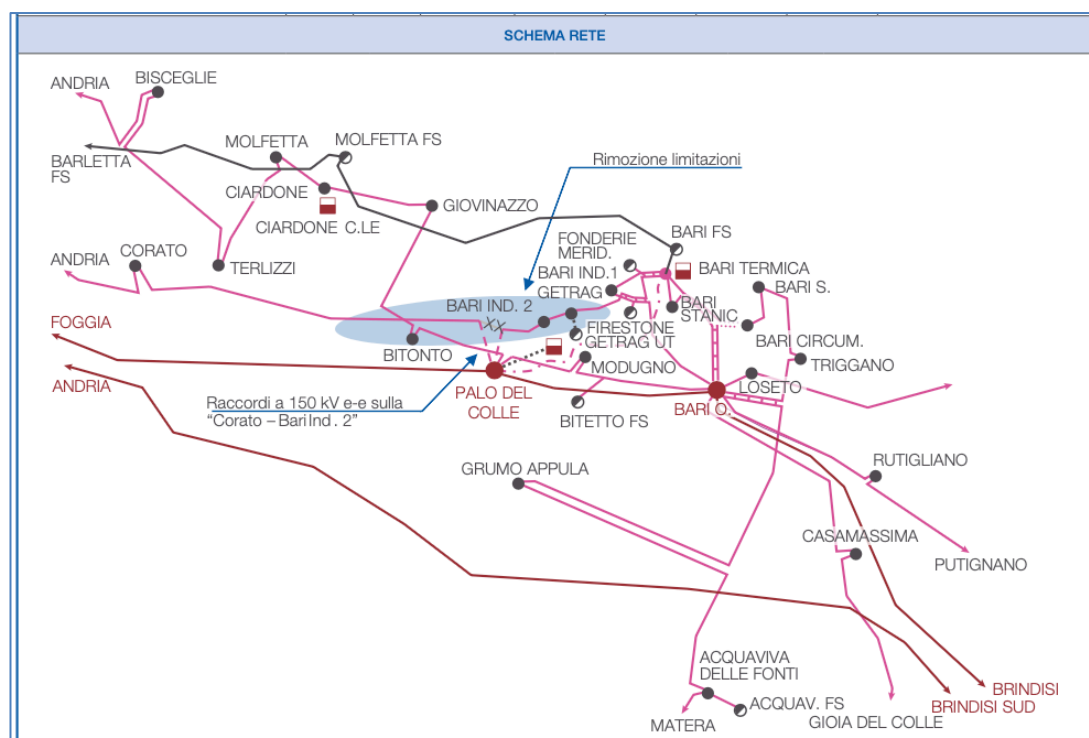 SCHEMA RETE
ANDRIA
BISCEGLIE
MOLFETTA
MOLFETTA FS
BARLETTA
FS
CIARDONE
CIARDONE C.LE
GIOVINAZZO
Rimozione limitazioni
TERLIZZI
CORATO
ANDRIA
FONDERIE
MERID.
BARI FS
BARI IND.1
BARI TERMICA
GETRAG
BARI S.
BARI
STANIC
BARI IND. 2
FOGGIA
FIRESTONE
GETRAG UT
BARI CIRCUM.
BITONTO
MODUGNO
TRIGGANO
ANDRIA
LOSETO
PALO DEL
COLLE
BARI O.
Raccordi a 150 kV e-e sulla
“Corato – Bari Ind. 2”
BITETTO FS
GRUMO APPULA
RUTIGLIANO
CASAMASSIMA
PUTIGNANO
ACQUAVIVA
DELLE FONTI
ACQUAV. FS
MATERA
GIOIA DEL COLLE
BRINDISI
BRINDISI SUD